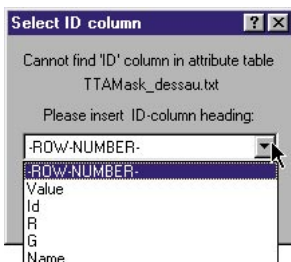 Select ID column
Cannot find 'ID' column in attribute table
TTAMask_dessau.txt
Please insert ID-column heading:
-ROW-NUMBER-
-ROW-NUMBER-
Value
Id
R
G
Name